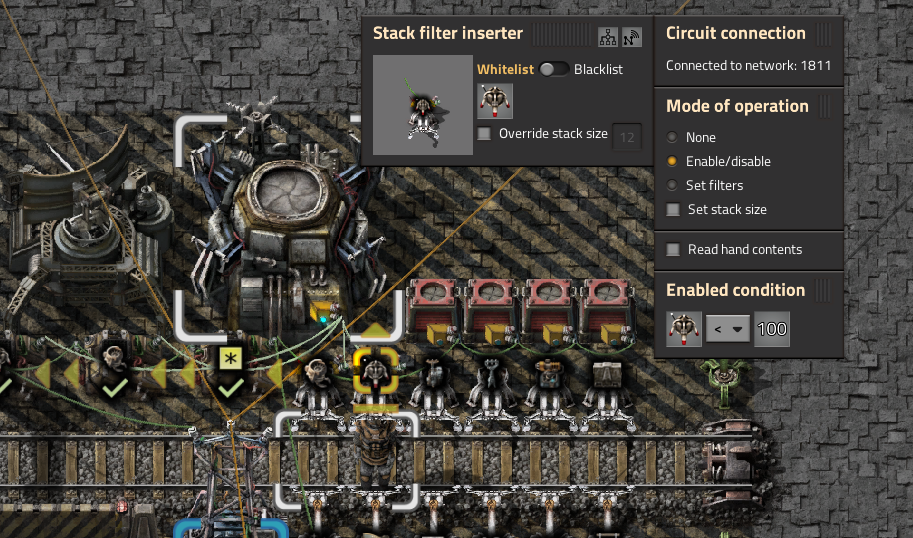 Stack filter inserter
Whitelist Blacklist
Override stack size 12
Circuit connection
Connected to network: 1811
Mode of operation
None
Enable/disable
Set filters
Set stack size
Read hand contents
Enabled condition
< 100